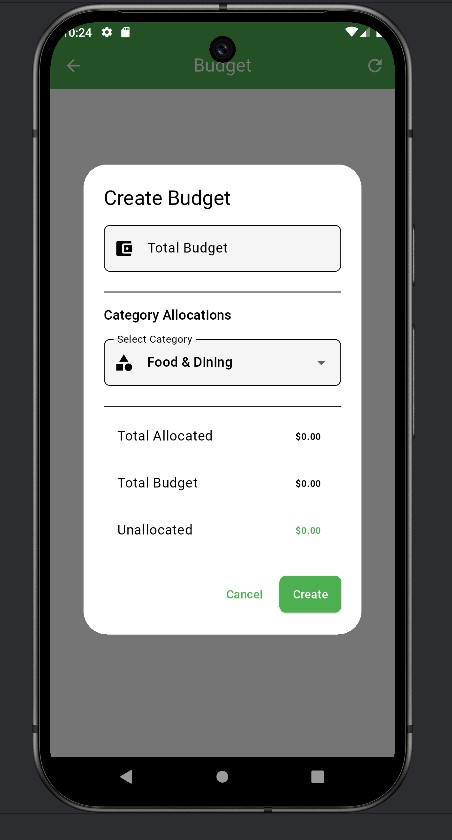 10:24
Budget
Create Budget
Total Budget
Category Allocations
Select Category
Food & Dining
Total Allocated $0.00
Total Budget $0.00
Unallocated $0.00
Cancel Create